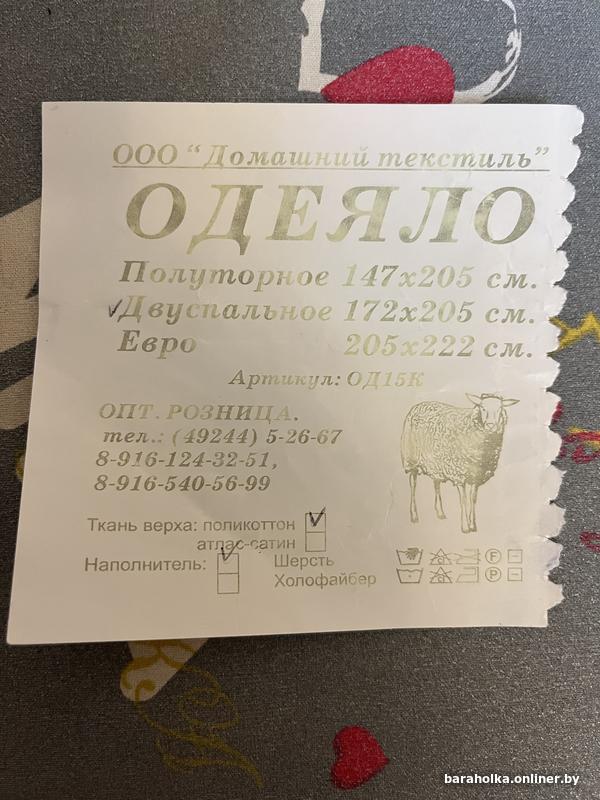 ООО "Домашний текстиль"
ОДЕЯЛО
Полуторное 147х205 см.
✓Двуспальное 172х205 см.
Евро 205х222 см.
Артикул: ОД15К
ОПТ. РОЗНИЦА.
тел.: (49244) 5-26-67
8-916-124-32-51,
8-916-540-56-99
Ткань верха: поликоттон ✓
атлас-сатин
Наполнитель: ✓ Шерсть
Холофайбер
F
P
baraholka.onliner.by